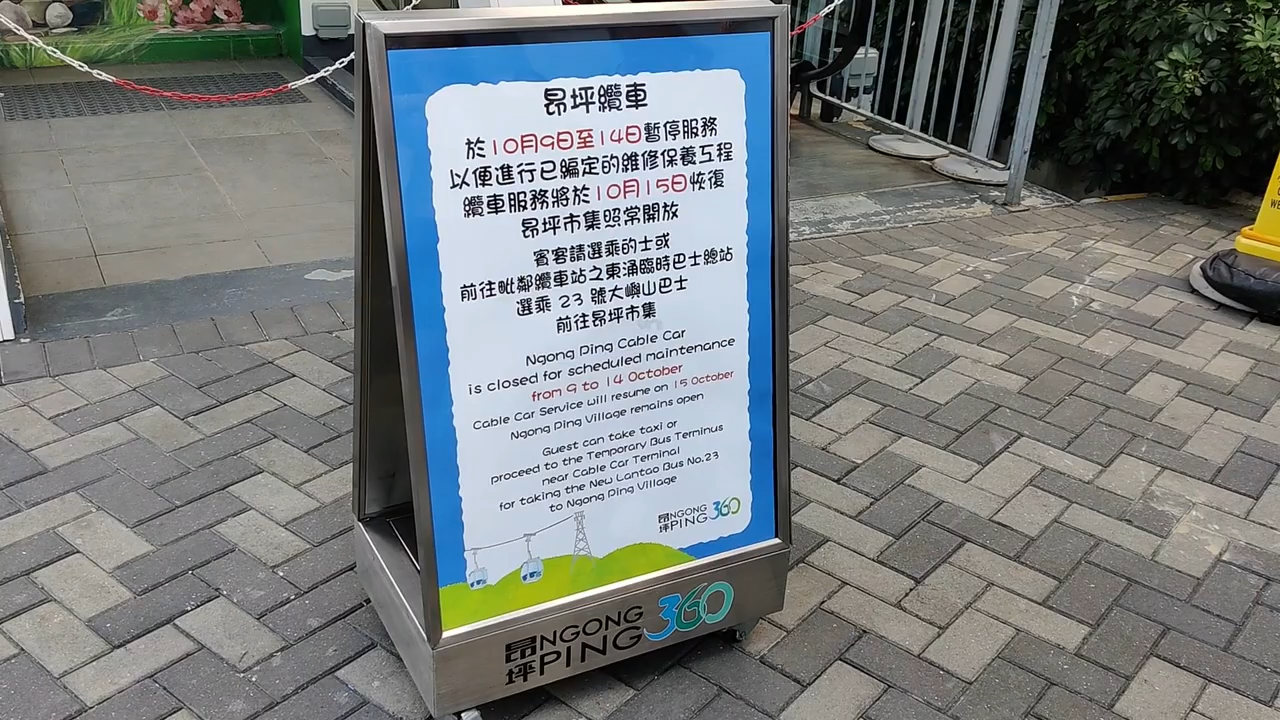 昂坪纜車
於10月9日至14日暫停服務
以便進行已編定的維修保養工程
纜車服務將於10月15日恢復
昂坪市集照常開放
賓客請選乘的士或
前往毗鄰纜車站之東涌臨時巴士總站
選乘 23 號大嶼山巴士
前往昂坪市集
Ngong Ping Cable Car
is closed for scheduled maintenance
from 9 to 14 October
Cable Car Service will resume on 15 October
Ngong Ping Village remains open
Guest can take taxi or
proceed to the Temporary Bus Terminus
near Cable Car Terminal
for taking the New Lantao Bus No.23
to Ngong Ping Village
昂坪 NGONG PING 360
昂坪 NGONG PING 360